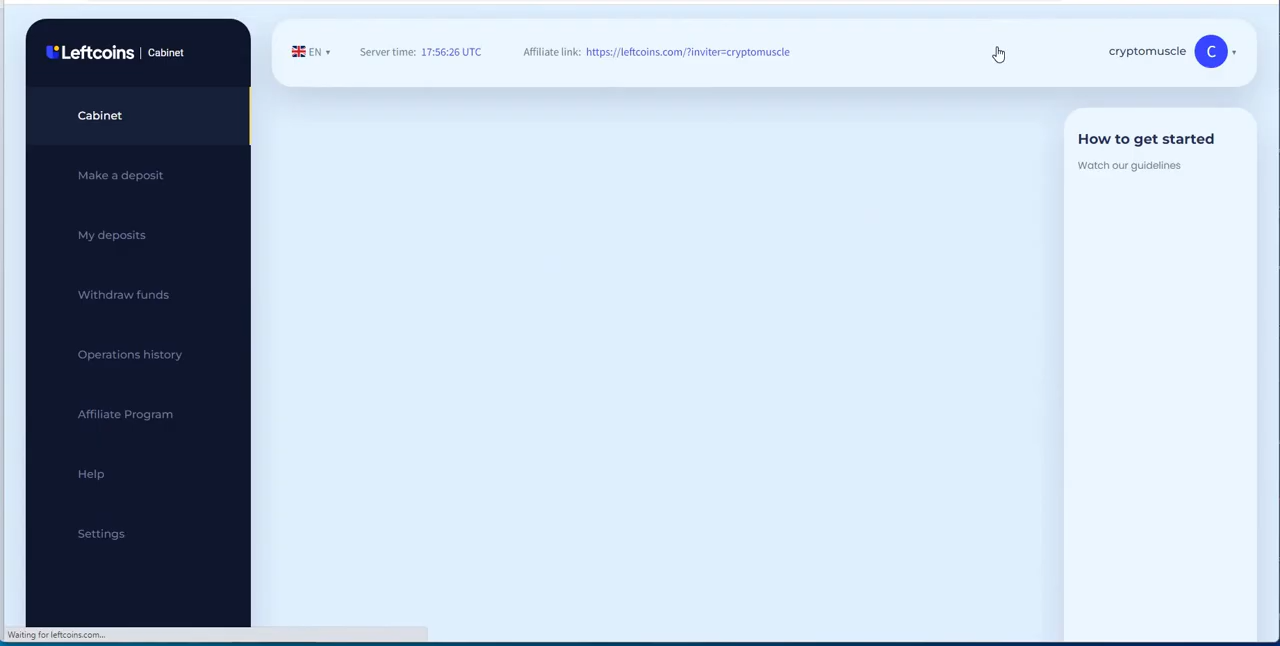 Leftcoins | Cabinet
EN
Server time: 17:56:26 UTC
Affiliate link: https://leftcoins.com/?inviter=cryptomuscle
cryptomuscle
C
Cabinet
Make a deposit
My deposits
Withdraw funds
Operations history
Affiliate Program
Help
Settings
How to get started
Watch our guidelines
Waiting for leftcoins.com...